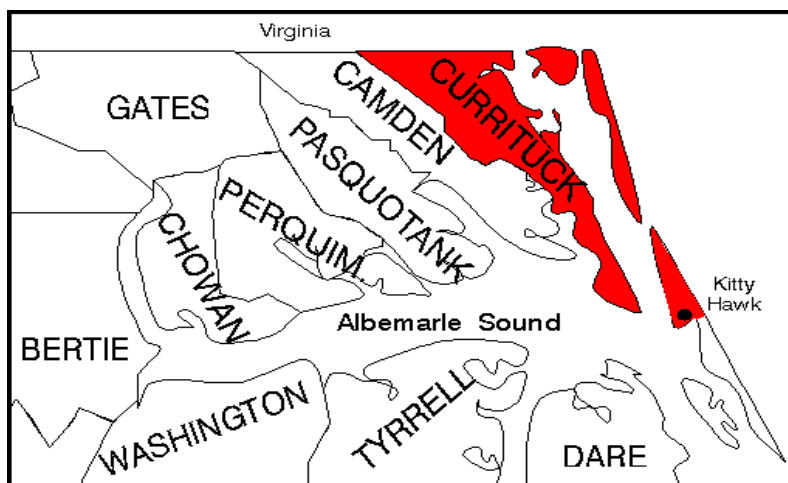 Virginia
GATES
CAMDEN
CURRITUCK
PASQUOTANK
PERQUIM.
CHOWAN
Kitty
Hawk
Albemarle Sound
BERTIE
WASHINGTON
TYRRELL
DARE